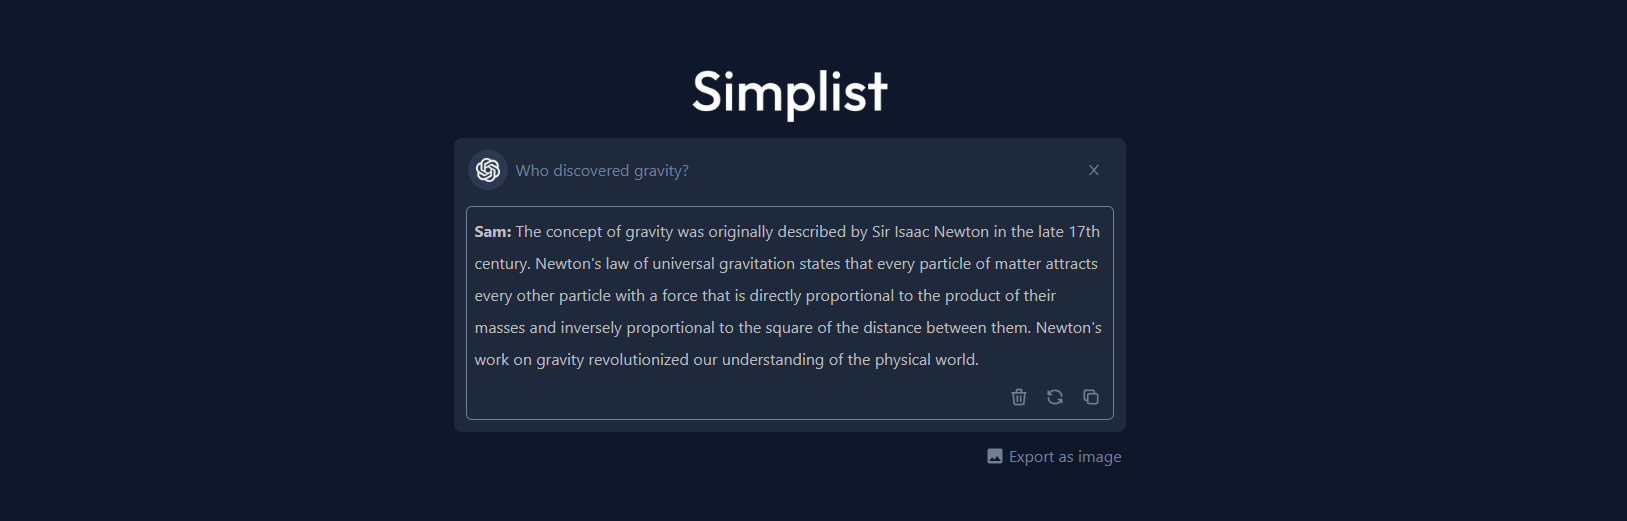 Simplist
Who discovered gravity?
Sam: The concept of gravity was originally described by Sir Isaac Newton in the late 17th
century. Newton's law of universal gravitation states that every particle of matter attracts
every other particle with a force that is directly proportional to the product of their
masses and inversely proportional to the square of the distance between them. Newton's
work on gravity revolutionized our understanding of the physical world.
Export as image